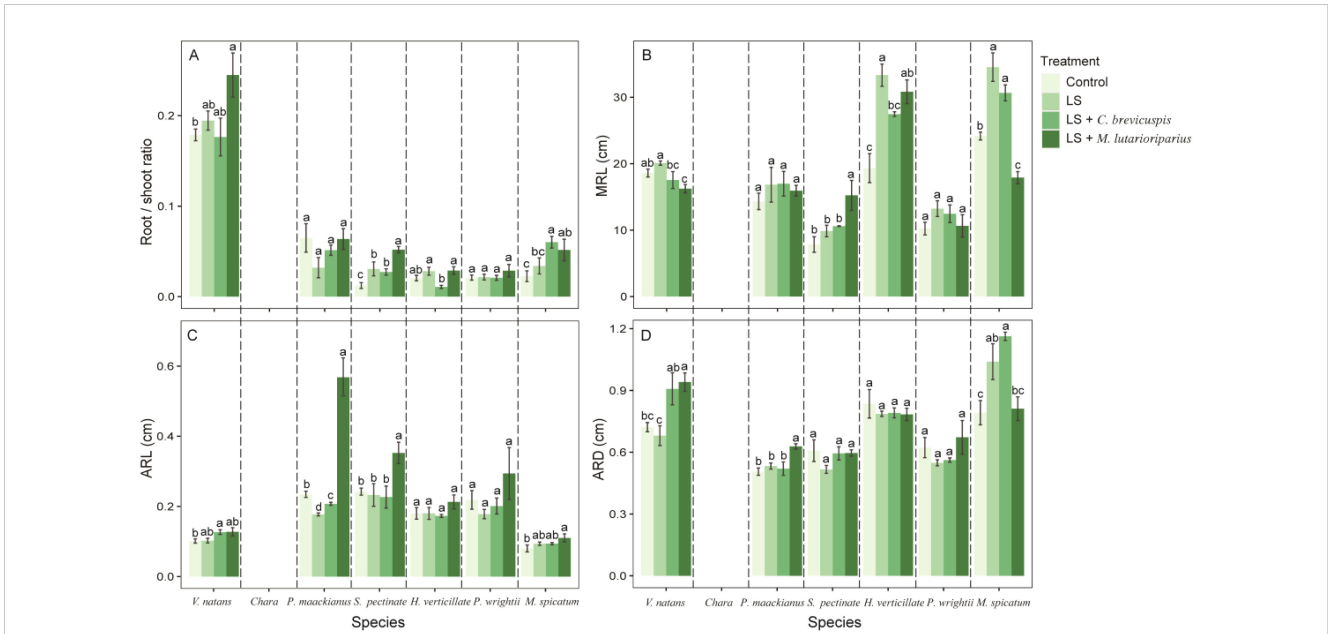 A
Root / shoot ratio
0.2
0.1
0.0
b ab ab a
a a a a
c b b a
ab a b a
a a a a
c bc a ab
B
MRL (cm)
30
20
10
0
ab a bc c
a a a a
b b b a
c a bc ab
a a a a
b a a c
Treatment
Control
LS
LS + C. brevicuspis
LS + M. lutarioriparius
C
ARL (cm)
0.6
0.4
0.2
0.0
b ab a ab
b d c a
b b b a
a a a a
a a a a
b ab ab a
V. natans Chara P. maackianus S. pectinate H. verticillate P. wrightii M. spicatum
Species
D
ARD (cm)
1.2
0.9
0.6
0.3
0.0
bc c ab a
b b b a
a a a a
a a a a
a a a a
c ab a bc
V. natans Chara P. maackianus S. pectinate H. verticillate P. wrightii M. spicatum
Species